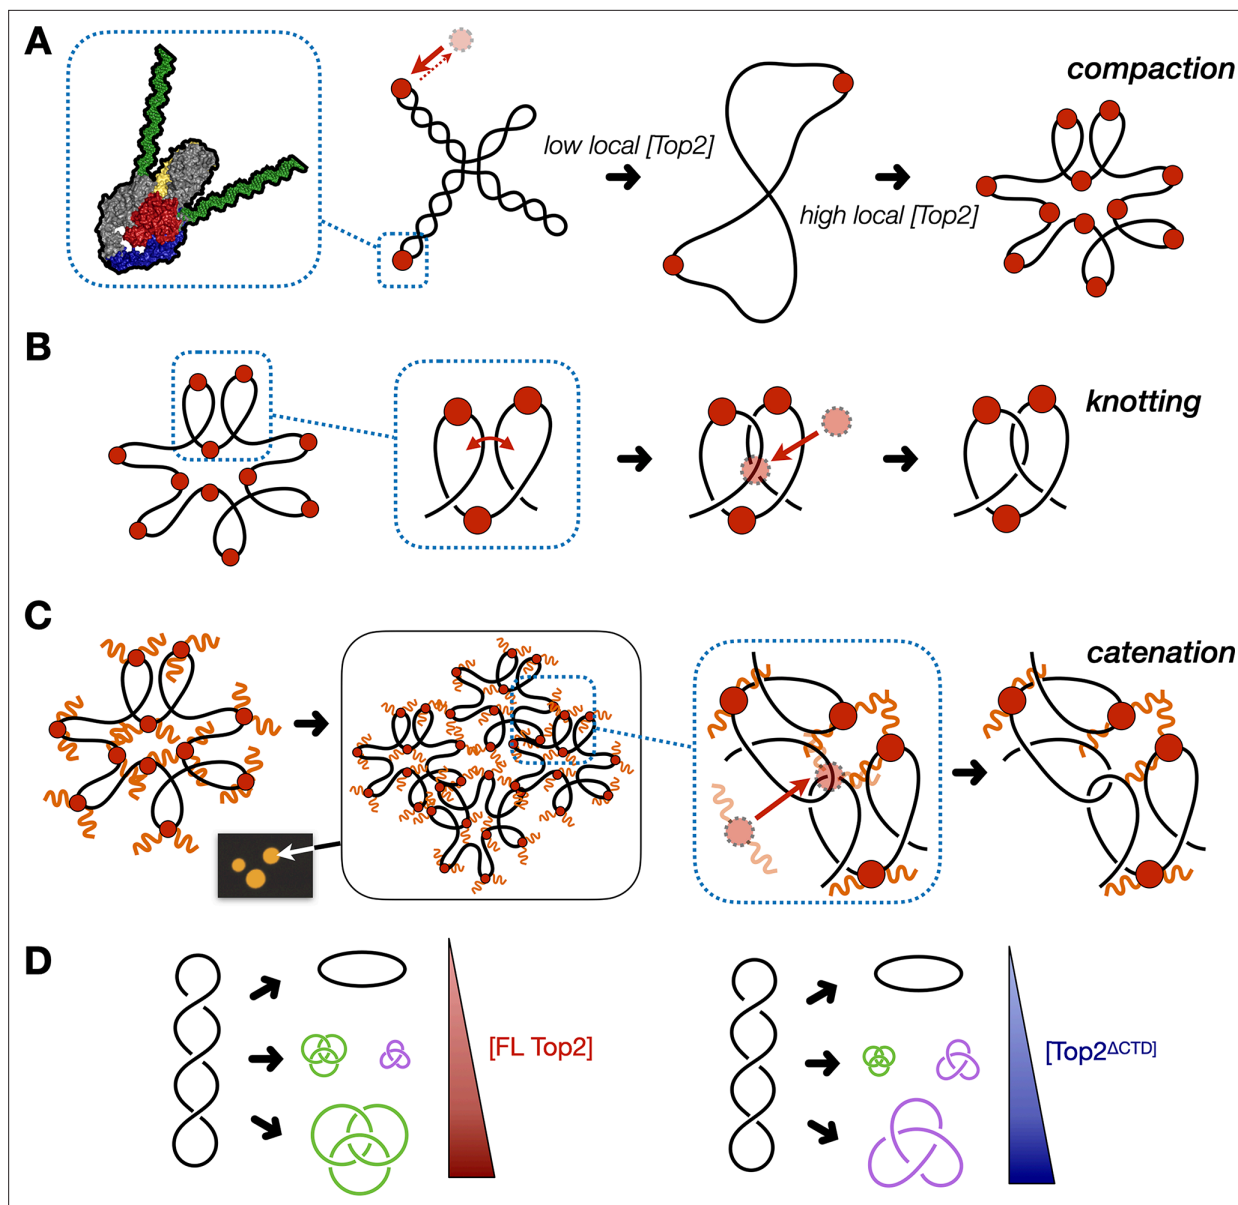 A
compaction
low local [Top2]
high local [Top2]
B
knotting
C
catenation
D
[FL Top2]
[Top2ΔCTD]